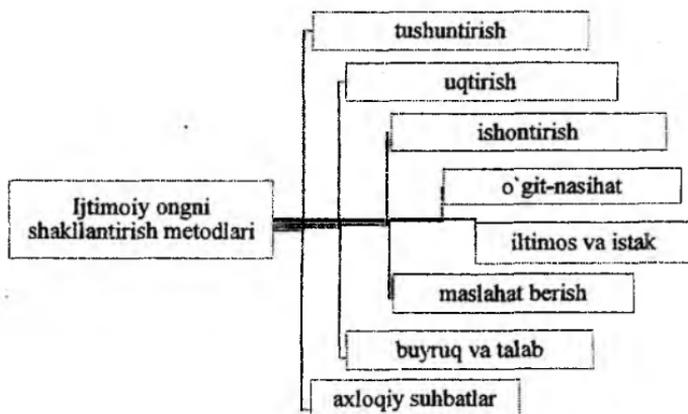 tushuntirish
uqtirish
ishontirish
o`git-nasihat
Ijtimoiy ongni
shakllantirish metodlari
iltimos va istak
maslahat berish
buyruq va talab
axloqiy suhbatlar